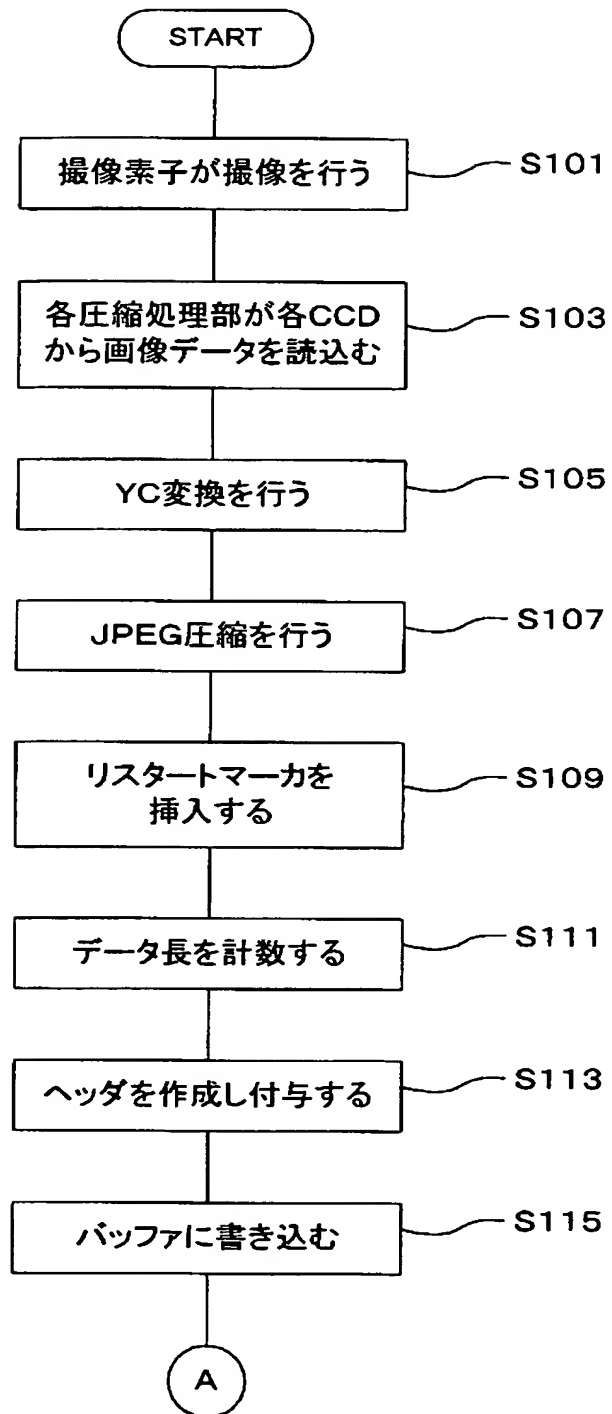 START
撮像素子が撮像を行う
S101
各圧縮処理部が各CCD
から画像データを読込む
S103
YC変換を行う
S105
JPEG圧縮を行う
S107
リスタートマーカを
挿入する
S109
データ長を計数する
S111
ヘッダを作成し付与する
S113
バッファに書き込む
S115
A